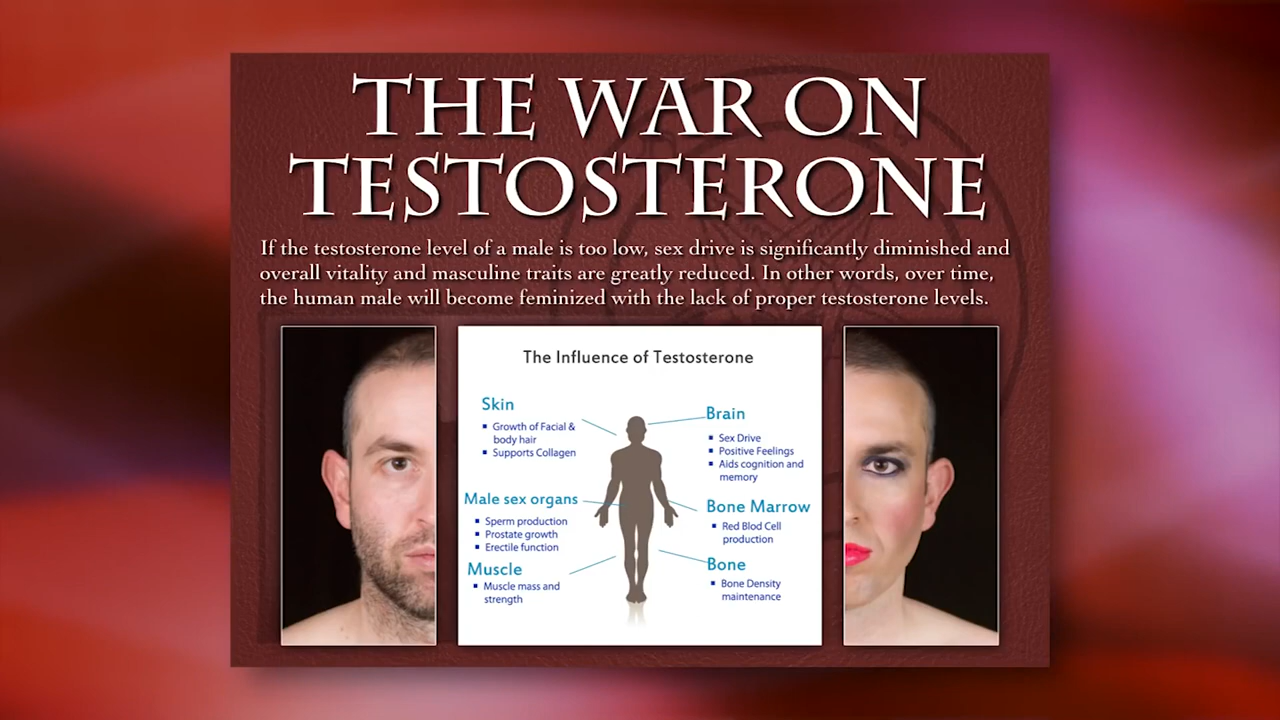 THE WAR ON
TESTOSTERONE
If the testosterone level of a male is too low, sex drive is significantly diminished and
overall vitality and masculine traits are greatly reduced. In other words, over time,
the human male will become feminized with the lack of proper testosterone levels.
The Influence of Testosterone
Skin
▪ Growth of Facial &
body hair
▪ Supports Collagen
Male sex organs
▪ Sperm production
▪ Prostate growth
▪ Erectile function
Muscle
▪ Muscle mass and
strength
Brain
▪ Sex Drive
▪ Positive Feelings
▪ Aids cognition and
memory
Bone Marrow
▪ Red Blod Cell
production
Bone
▪ Bone Density
maintenance